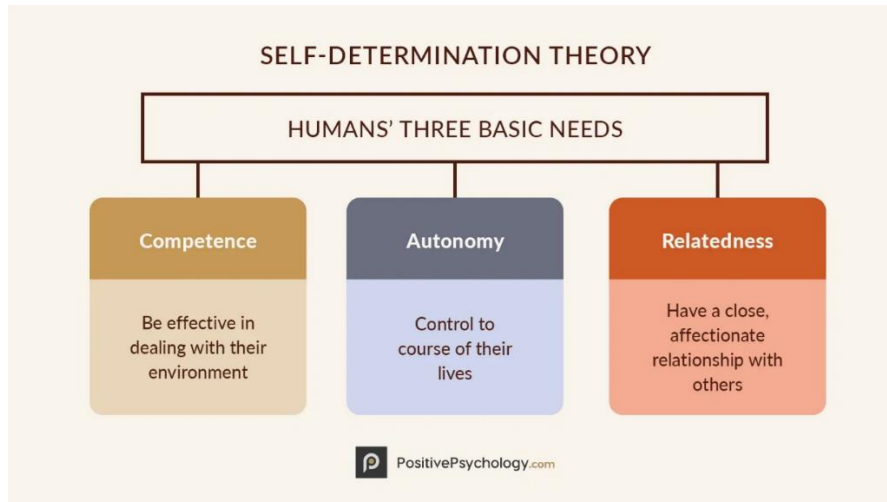 SELF-DETERMINATION THEORY
HUMANS’ THREE BASIC NEEDS
Competence
Be effective in
dealing with their
environment
Autonomy
Control to
course of their
lives
Relatedness
Have a close,
affectionate
relationship with
others
PositivePsychology.com